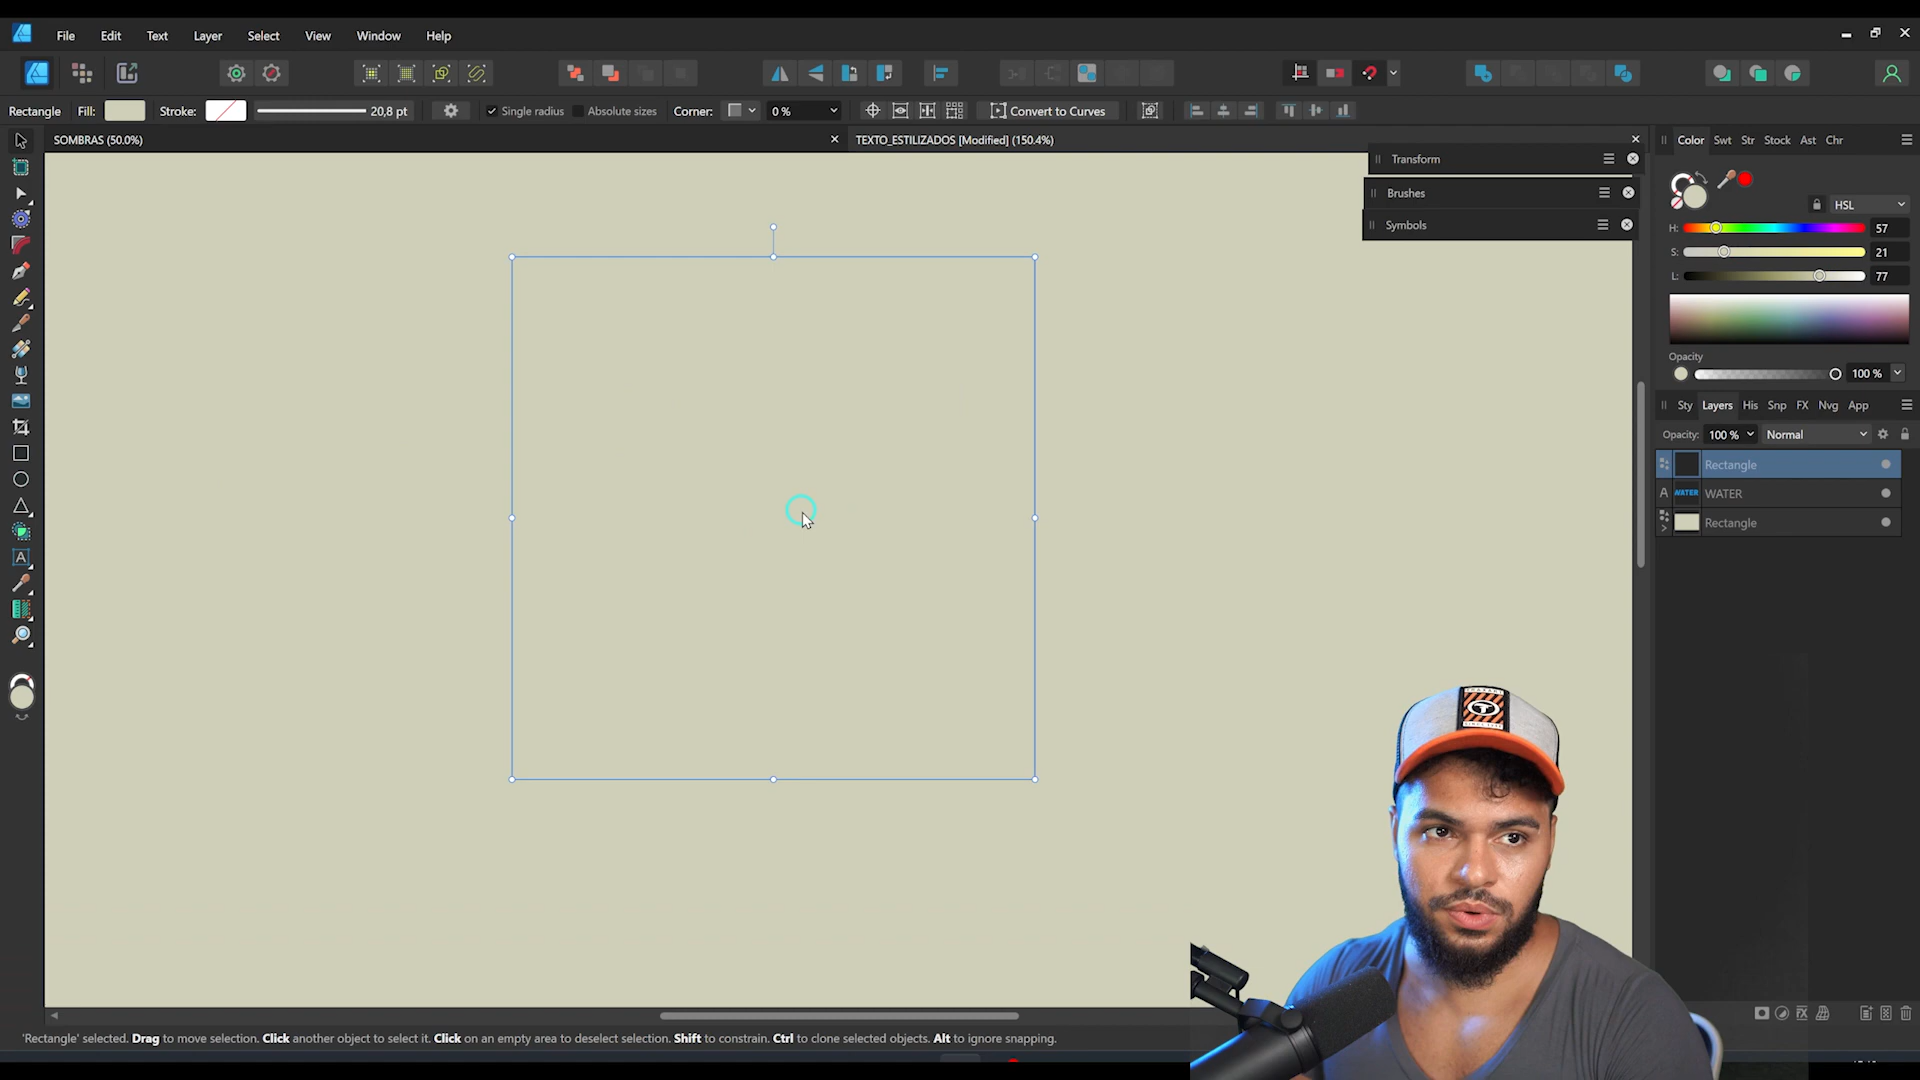 File Edit Text Layer Select View Window Help
Rectangle Fill: Stroke: 20,8 pt Single radius Absolute sizes Corner: 0 % Convert to Curves
SOMBRAS (50.0%) TEXTO_ESTILIZADOS [Modified] (150.4%)
Transform
Brushes
Symbols
Color Swt Str Stock Ast Chr
HSL
H: 57
S: 21
L: 77
Opacity
100 %
Sty Layers His Snp FX Nvg App
Opacity: 100 % Normal
Rectangle
A WATER WATER
Rectangle
'Rectangle' selected. Drag to move selection. Click another object to select it. Click on an empty area to deselect selection. Shift to constrain. Ctrl to clone selected objects. Alt to ignore snapping.